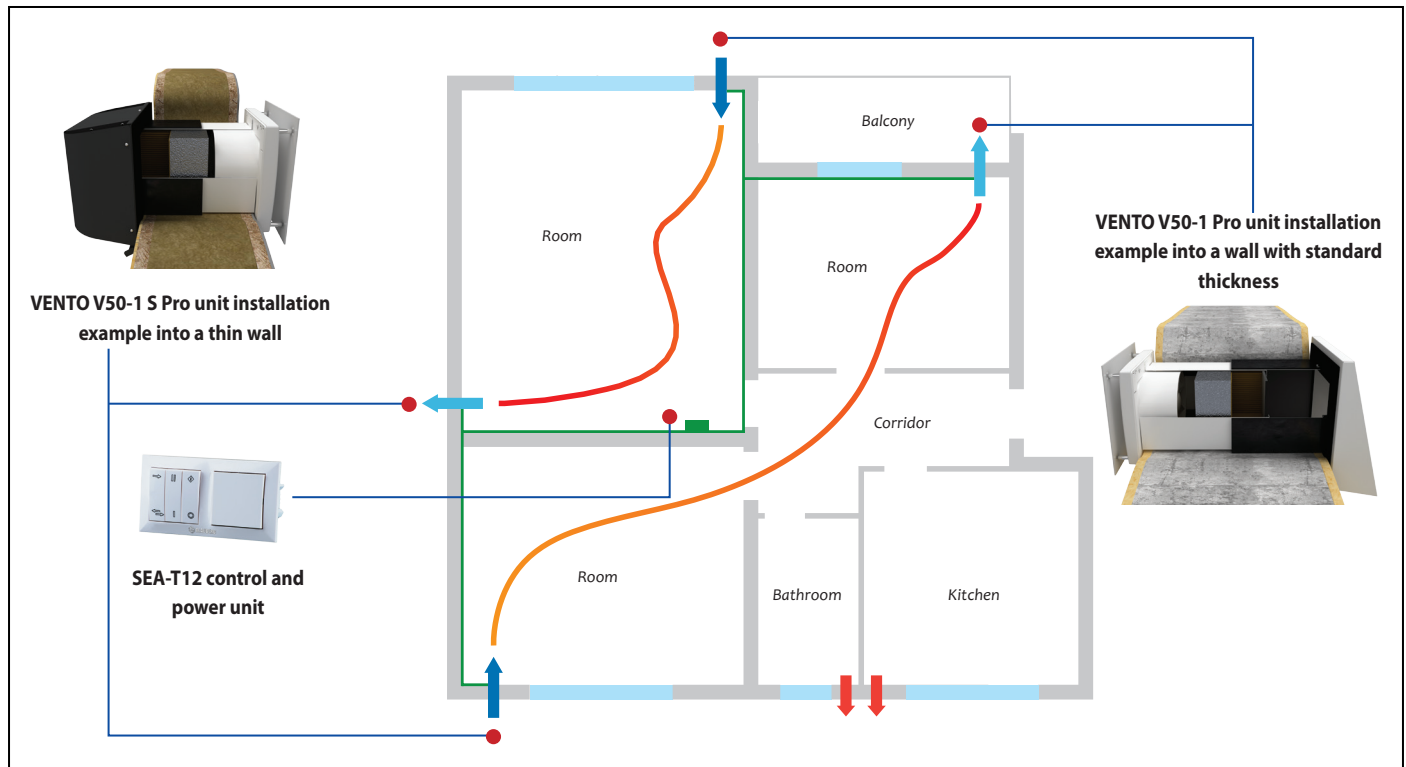 Balcony
Room
Room
VENTO V50-1 Pro unit installation
example into a wall with standard
thickness
VENTO V50-1 S Pro unit installation
example into a thin wall
Corridor
SEA-T12 control and
power unit
Room
Bathroom
Kitchen